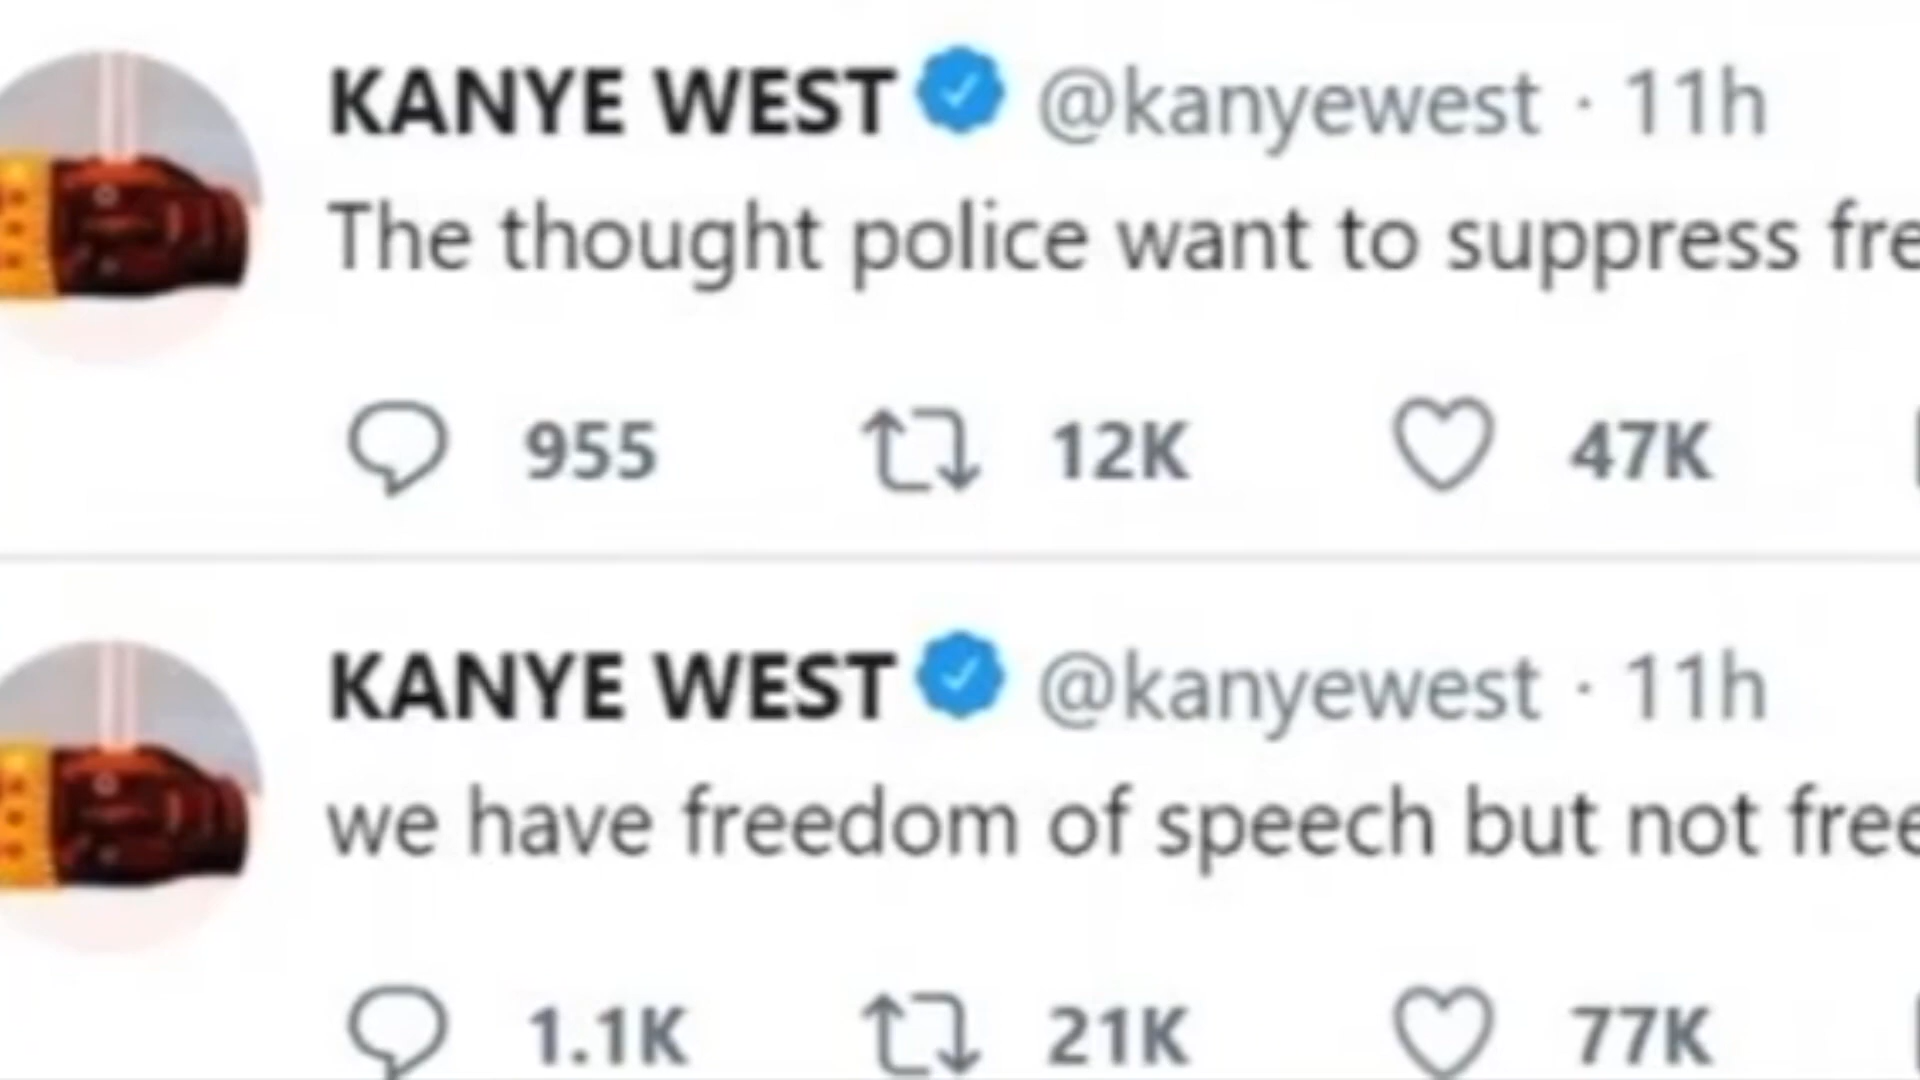 KANYE WEST @kanyewest · 11h
The thought police want to suppress fre
955 12K 47K
KANYE WEST @kanyewest · 11h
we have freedom of speech but not free
1.1K 21K 77K